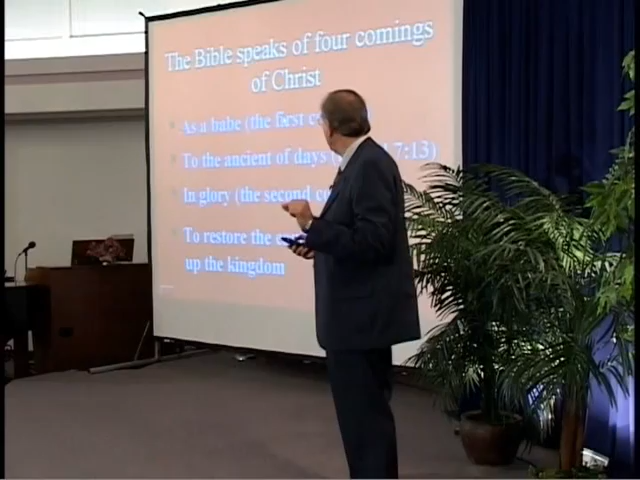 The Bible speaks of four comings
of Christ
As a babe (the first
To the ancient of days 7:13)
In glory (the second
To restore the
up the kingdom